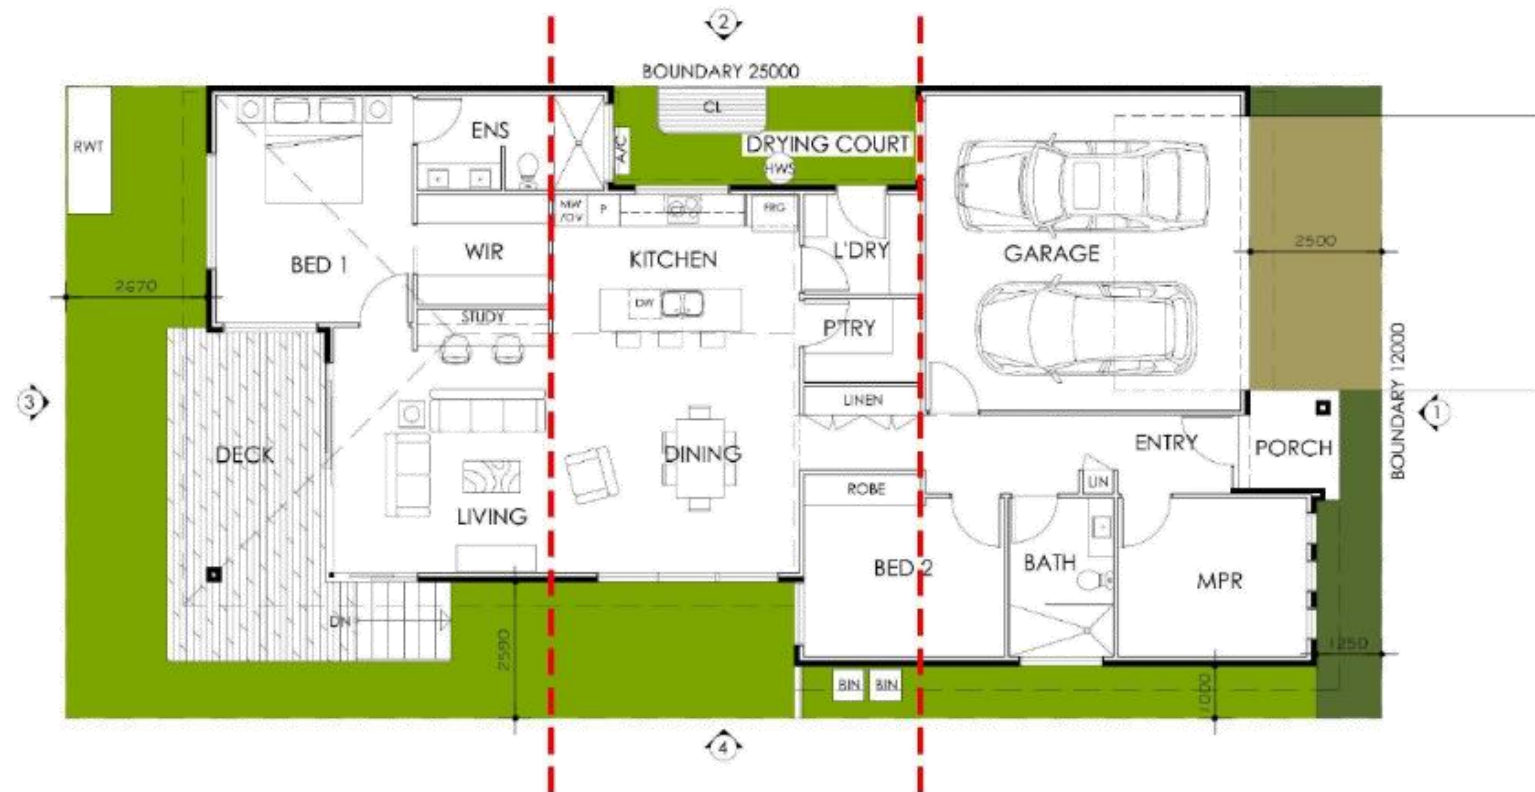 2
BOUNDARY 25000
CL
RWT
ENS
A/C
DRYING COURT
HWS
MW
/OV
P
FRG
L'DRY
GARAGE
2500
WIR
KITCHEN
BED 1
2670
DW
STUDY
P'TRY
BOUNDARY 12000
LINEN
3
1
DECK
DINING
ENTRY
PORCH
ROBE
LIN
LIVING
BED 2
BATH
MPR
DN
2590
1250
BIN
BIN
1000
4